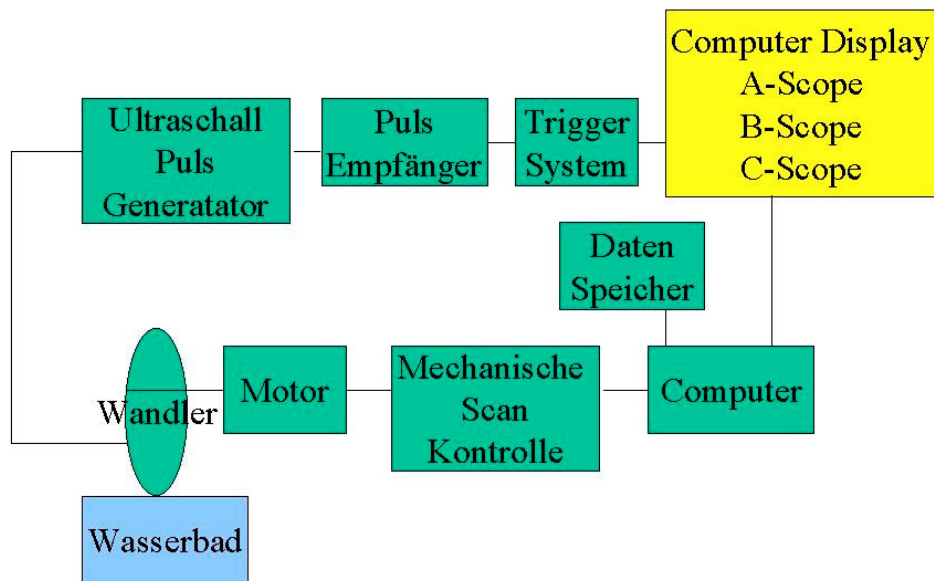 Ultraschall
Puls
Generatator
Puls
Empfänger
Trigger
System
Computer Display
A-Scope
B-Scope
C-Scope
Daten
Speicher
Wandler
Motor
Mechanische
Scan
Kontrolle
Computer
Wasserbad